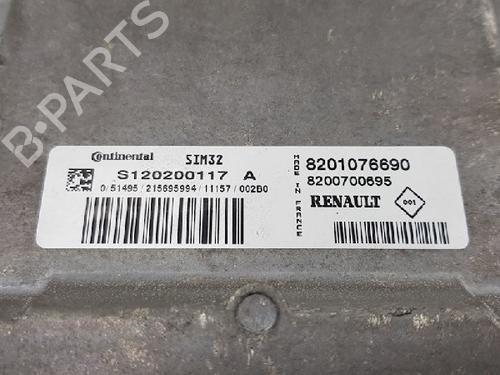 B-PARTS
Continental SIM32
S120200117 A
0/51495/215695994/11157/002B0
MADE IN FRANCE
8201076690
8200700695
RENAULT
001